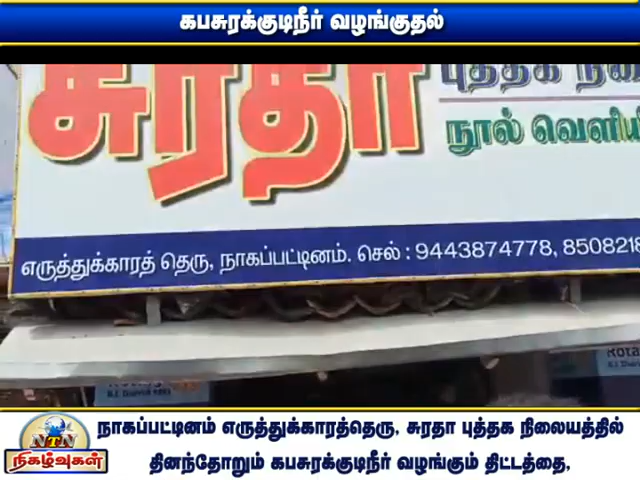 கபசுரக்குடிநீர் வழங்குதல்
சுரதா
புத்தக
நூல்
எருத்துக்காரத் தெரு, நாகப்பட்டினம். செல் : 9443874778,
NTN
நிகழ்வுகள்
நாகப்பட்டினம் எருத்துக்காரத்தெரு, சுரதா புத்தக நிலையத்தில்
தினந்தோறும் கபசுரக்குடிநீர் வழங்கும் திட்டத்தை,